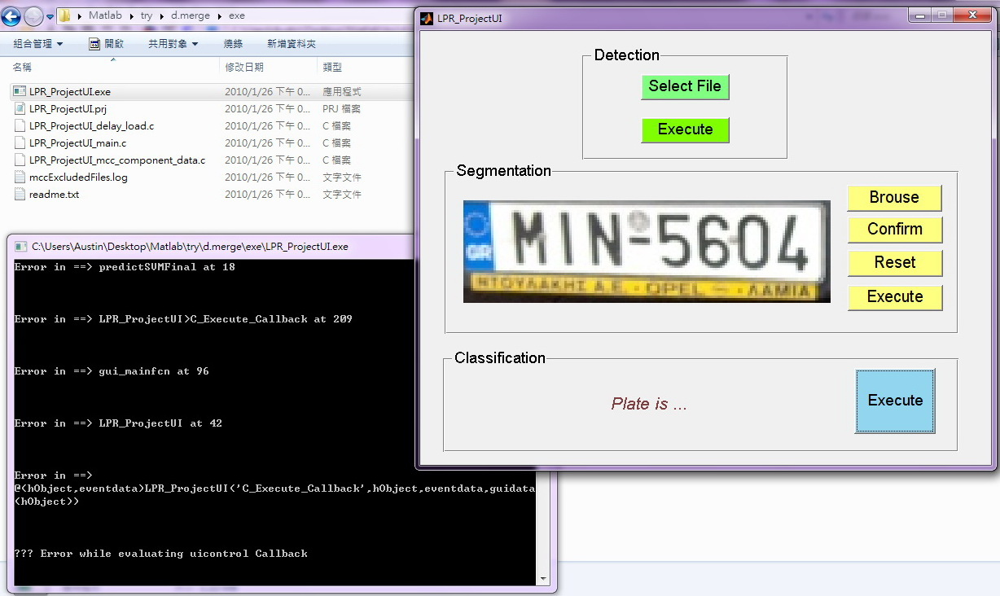 Matlab ▸ try ▸ d.merge ▸ exe
組合管理 開啟 共用對象 燒錄 新增資料夾
名稱 修改日期 類型
LPR_ProjectUI.exe 2010/1/26 下午 0... 應用程式
LPR_ProjectUI.prj 2010/1/26 下午 0... PRJ 檔案
LPR_ProjectUI_delay_load.c 2010/1/26 下午 0... C 檔案
LPR_ProjectUI_main.c 2010/1/26 下午 0... C 檔案
LPR_ProjectUI_mcc_component_data.c 2010/1/26 下午 0... C 檔案
mccExcludedFiles.log 2010/1/26 下午 0... 文字文件
readme.txt 2010/1/26 下午 0... 文字文件
C:\Users\Austin\Desktop\Matlab\try\d.merge\exe\LPR_ProjectUI.exe
Error in ==> predictSVMFinal at 18
Error in ==> LPR_ProjectUI>C_Execute_Callback at 209
Error in ==> gui_mainfcn at 96
Error in ==> LPR_ProjectUI at 42
Error in ==>
@(hObject,eventdata)LPR_ProjectUI('C_Execute_Callback',hObject,eventdata,guidata
(hObject))
??? Error while evaluating uicontrol Callback
LPR_ProjectUI
Detection
Select File
Execute
Segmentation
GR
MIN-5604
ΝΤΟΥΛΑΚΗΣ Α.Ε. - OPEL - ΛΑΜΙΑ
Brouse
Confirm
Reset
Execute
Classification
Plate is ...
Execute